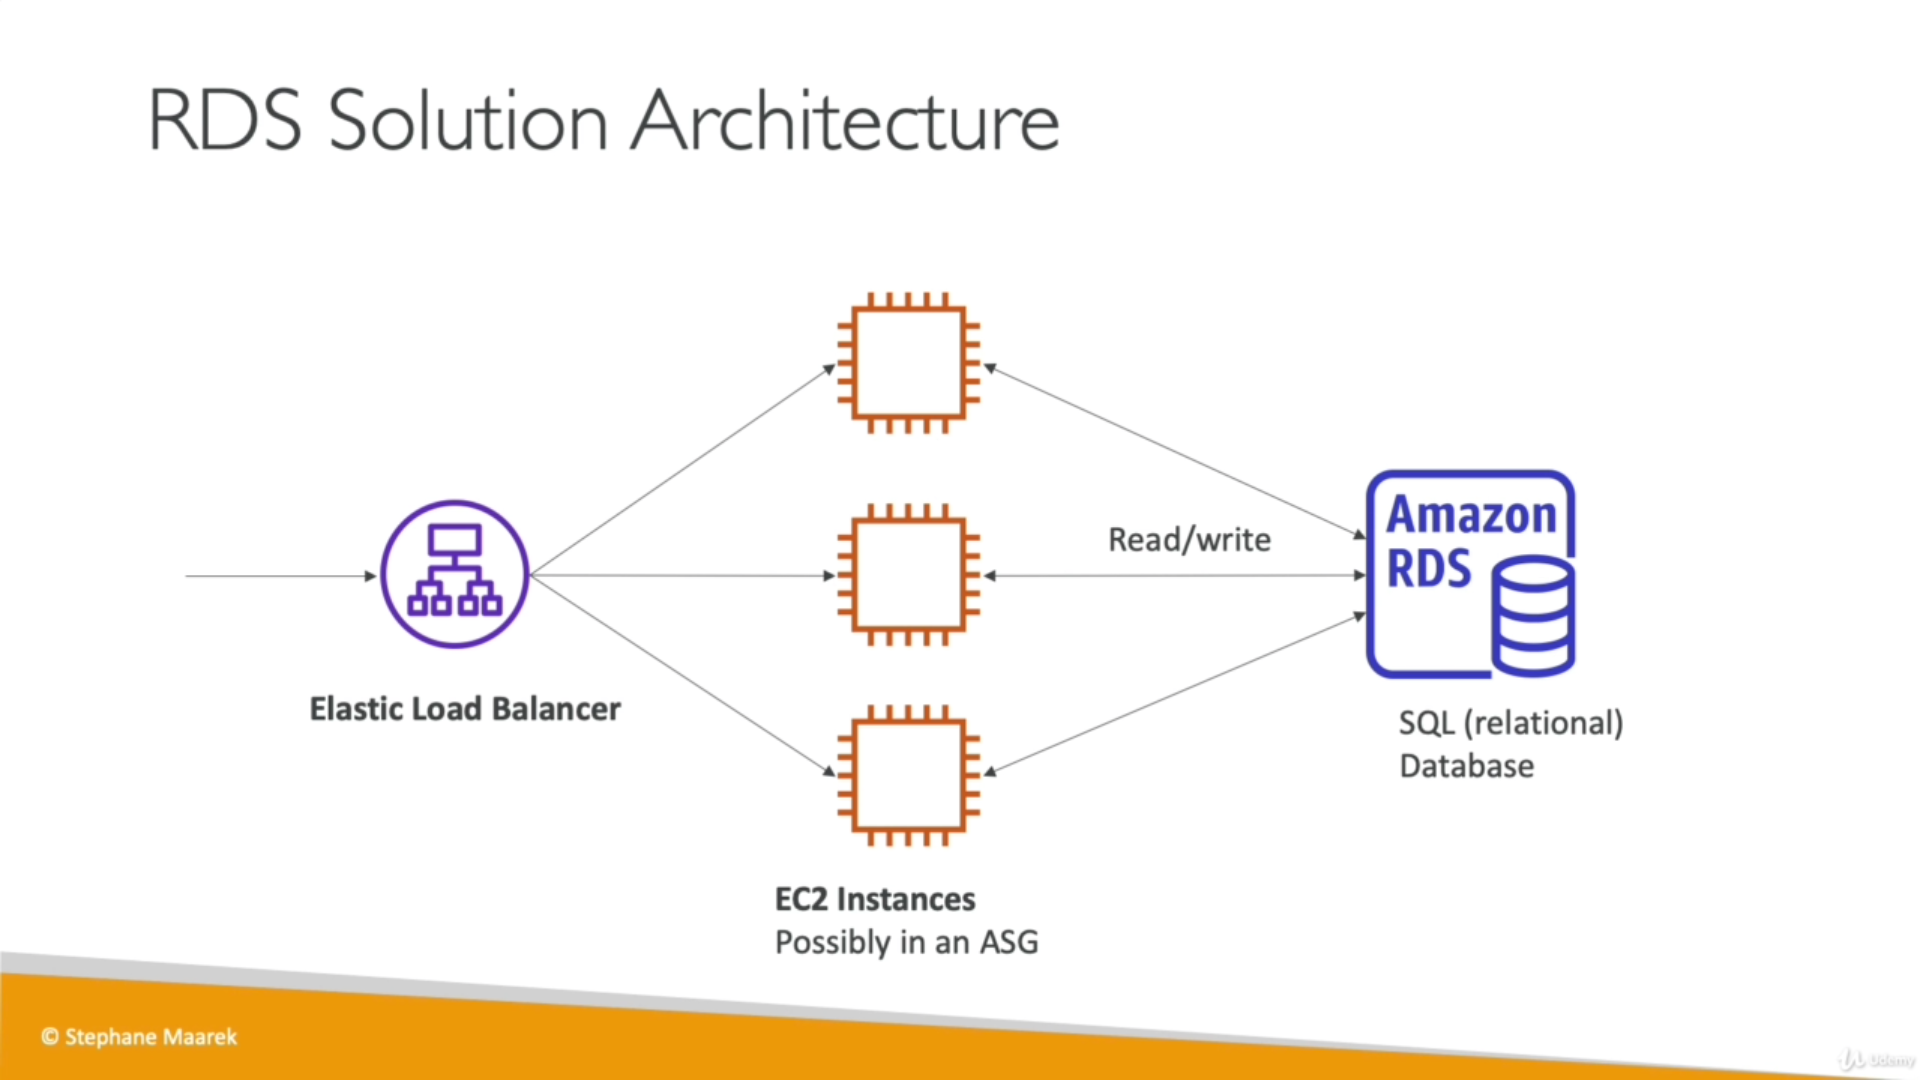 RDS Solution Architecture
Read/write
Amazon
RDS
Elastic Load Balancer
SQL (relational)
Database
EC2 Instances
Possibly in an ASG
© Stephane Maarek
Udemy